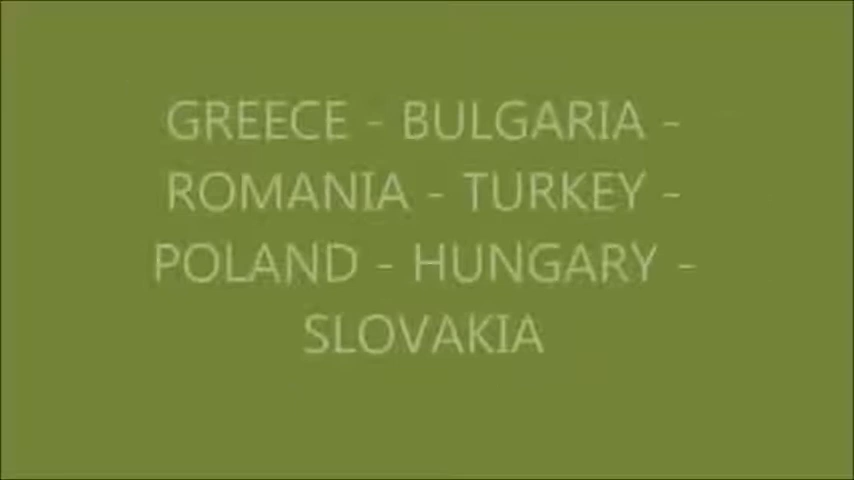 GREECE - BULGARIA -
ROMANIA - TURKEY -
POLAND - HUNGARY -
SLOVAKIA